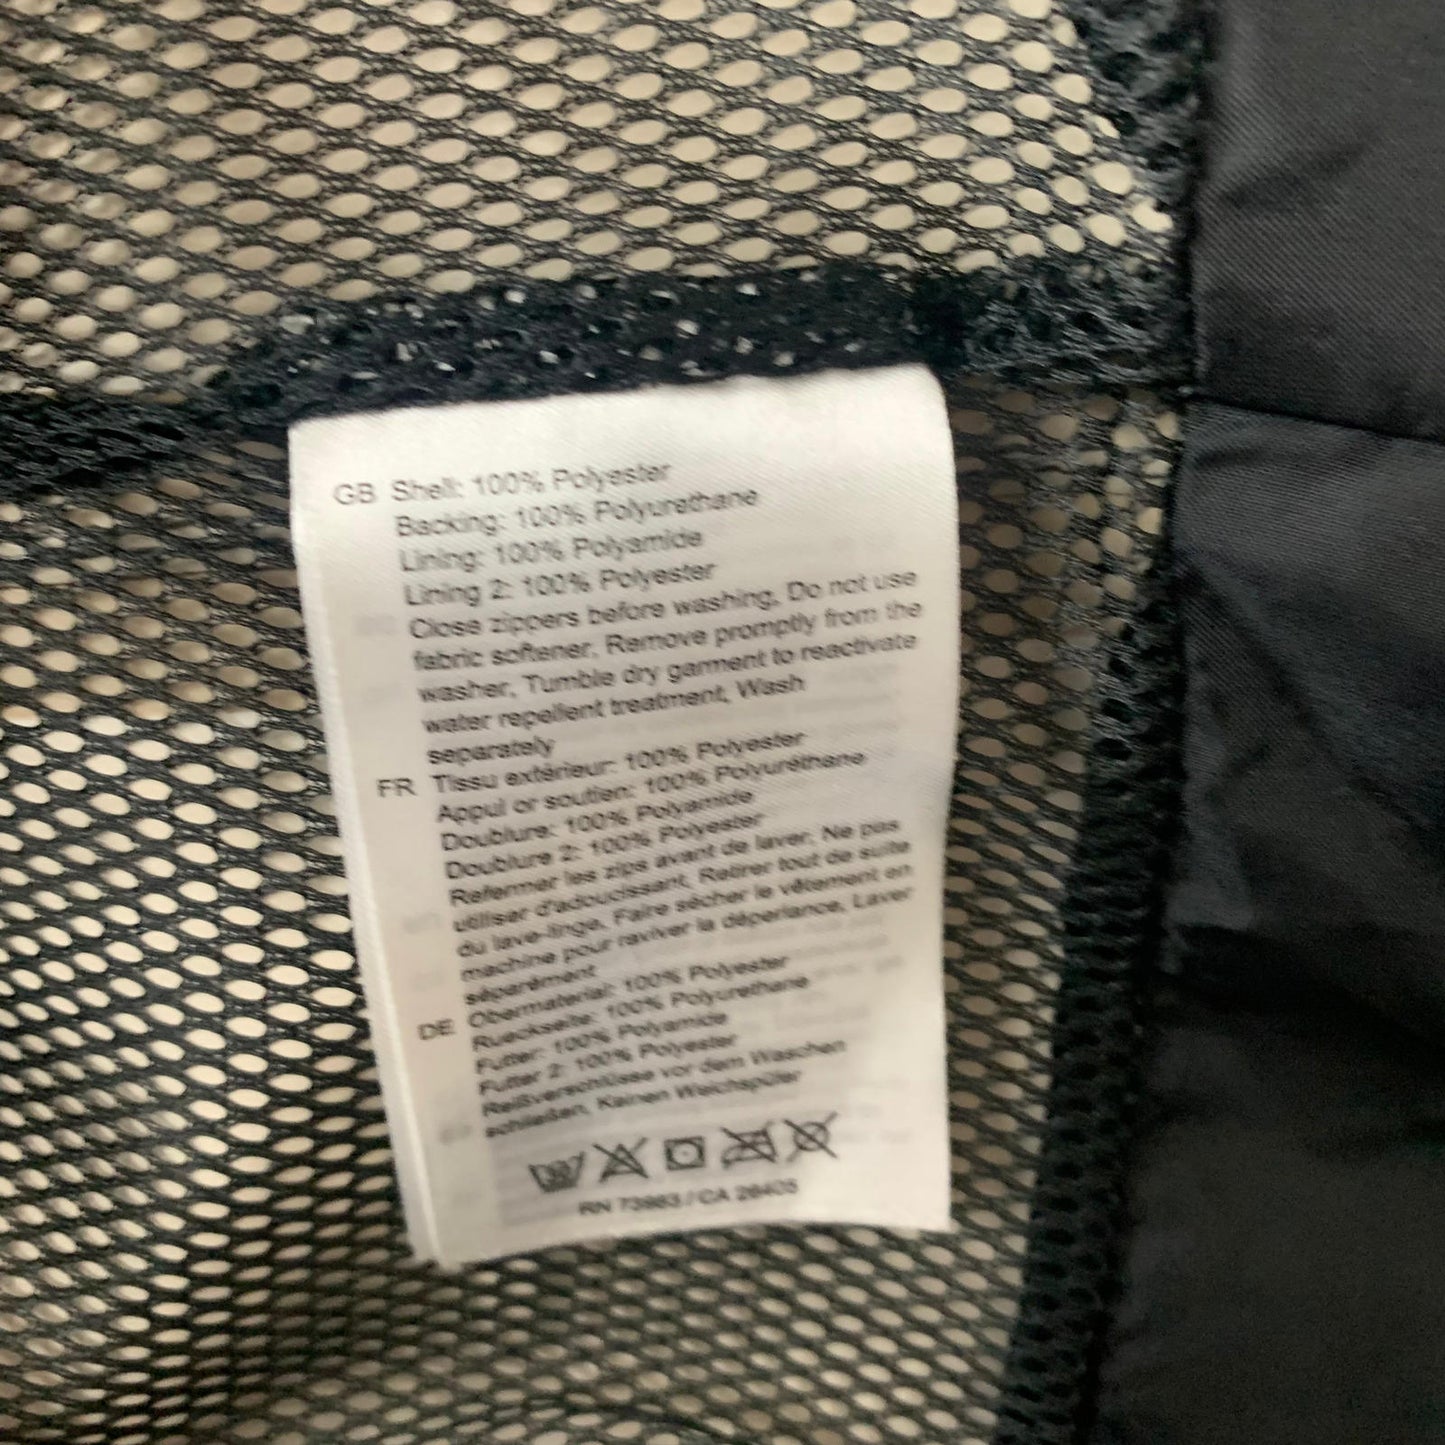 GB Shell: 100% Polyester
Backing: 100% Polyurethane
Lining: 100% Polyamide
Lining 2: 100% Polyester
Close zippers before washing, Do not use
fabric softener, Remove promptly from the
washer, Tumble dry garment to reactivate
water repellent treatment, Wash
separately
FR Tissu extérieur: 100% Polyester
Appui or soutien: 100% Polyuréthane
Doublure: 100% Polyamide
Doublure 2: 100% Polyester
Refermer les zips avant de laver, Ne pas
utiliser d'adoucissant, Retirer tout de suite
du lave-linge, Faire sécher le vêtement en
machine pour raviver la déperlance, Laver
séparément
DE Obermaterial: 100% Polyester
Rückseite: 100% Polyurethane
Futter: 100% Polyamide
Futter 2: 100% Polyester
Reißverschlüsse vor dem Waschen
schließen, Keinen Weichspüler
RN 73963 / CA 26405